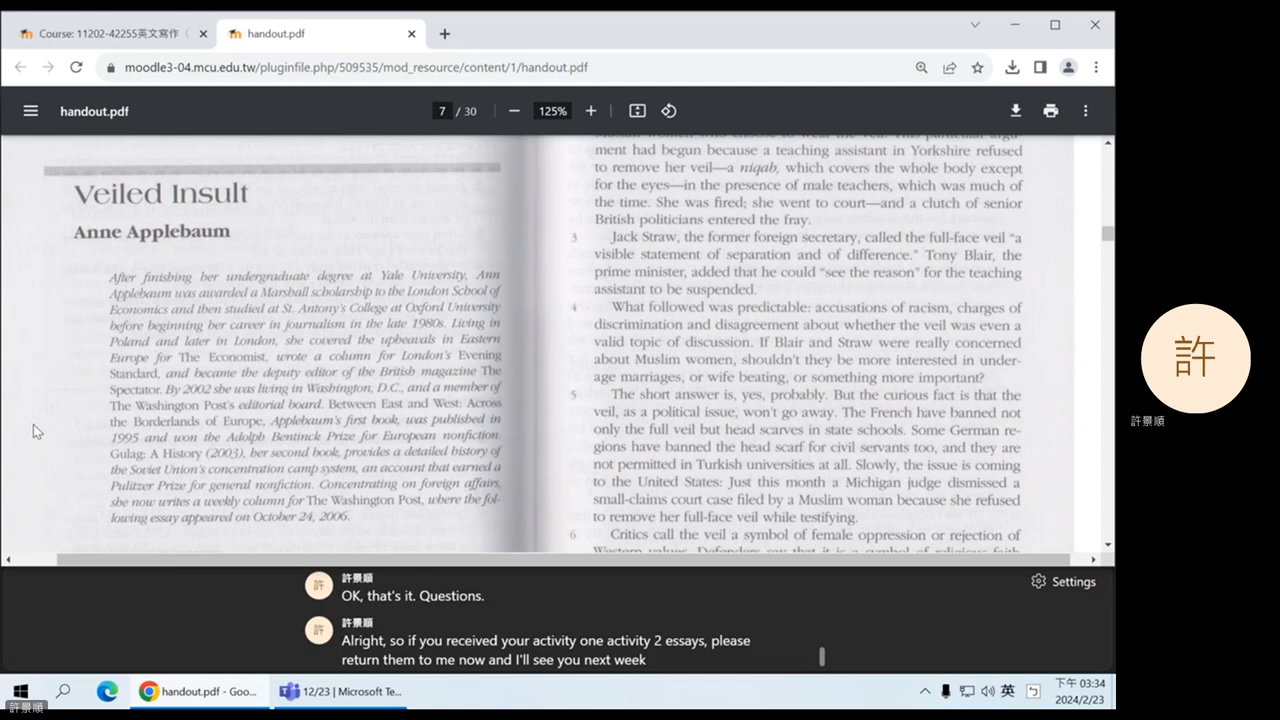 Course: 11202-42255英文寫作（
handout.pdf
moodle3-04.mcu.edu.tw/pluginfile.php/509535/mod_resource/content/1/handout.pdf
handout.pdf
7 / 30
125%
Veiled Insult
Anne Applebaum
After finishing her undergraduate degree at Yale University, Ann
Applebaum was awarded a Marshall scholarship to the London School of
Economics and then studied at St. Antony's College at Oxford University
before beginning her career in journalism in the late 1980s. Living in
Poland and later in London, she covered the upheavals in Eastern
Europe for The Economist, wrote a column for London's Evening
Standard, and became the deputy editor of the British magazine The
Spectator. By 2002 she was living in Washington, D.C., and a member of
The Washington Post's editorial board. Between East and West: Across
the Borderlands of Europe, Applebaum's first book, was published in
1995 and won the Adolph Bentinck Prize for European nonfiction.
Gulag: A History (2003), her second book, provides a detailed history of
the Soviet Union's concentration camp system, an account that earned a
Pulitzer Prize for general nonfiction. Concentrating on foreign affairs,
she now writes a weekly column for The Washington Post, where the fol-
lowing essay appeared on October 24, 2006.
Muslim women who choose to wear the veil. This particular argu-
ment had begun because a teaching assistant in Yorkshire refused
to remove her veil—a niqab, which covers the whole body except
for the eyes—in the presence of male teachers, which was much of
the time. She was fired; she went to court—and a clutch of senior
British politicians entered the fray.
3 Jack Straw, the former foreign secretary, called the full-face veil "a
visible statement of separation and of difference." Tony Blair, the
prime minister, added that he could "see the reason" for the teaching
assistant to be suspended.
4 What followed was predictable: accusations of racism, charges of
discrimination and disagreement about whether the veil was even a
valid topic of discussion. If Blair and Straw were really concerned
about Muslim women, shouldn't they be more interested in under-
age marriages, or wife beating, or something more important?
5 The short answer is, yes, probably. But the curious fact is that the
veil, as a political issue, won't go away. The French have banned not
only the full veil but head scarves in state schools. Some German re-
gions have banned the head scarf for civil servants too, and they are
not permitted in Turkish universities at all. Slowly, the issue is coming
to the United States: Just this month a Michigan judge dismissed a
small-claims court case filed by a Muslim woman because she refused
to remove her full-face veil while testifying.
6 Critics call the veil a symbol of female oppression or rejection of
Western values. Defenders say that it is a symbol of religious faith
許
許景順
許
許景順
OK, that's it. Questions.
許
許景順
Alright, so if you received your activity one activity 2 essays, please
return them to me now and I'll see you next week
Settings
handout.pdf - Goo...
12/23 | Microsoft Te...
英
下午 03:34
2024/2/23
許景順